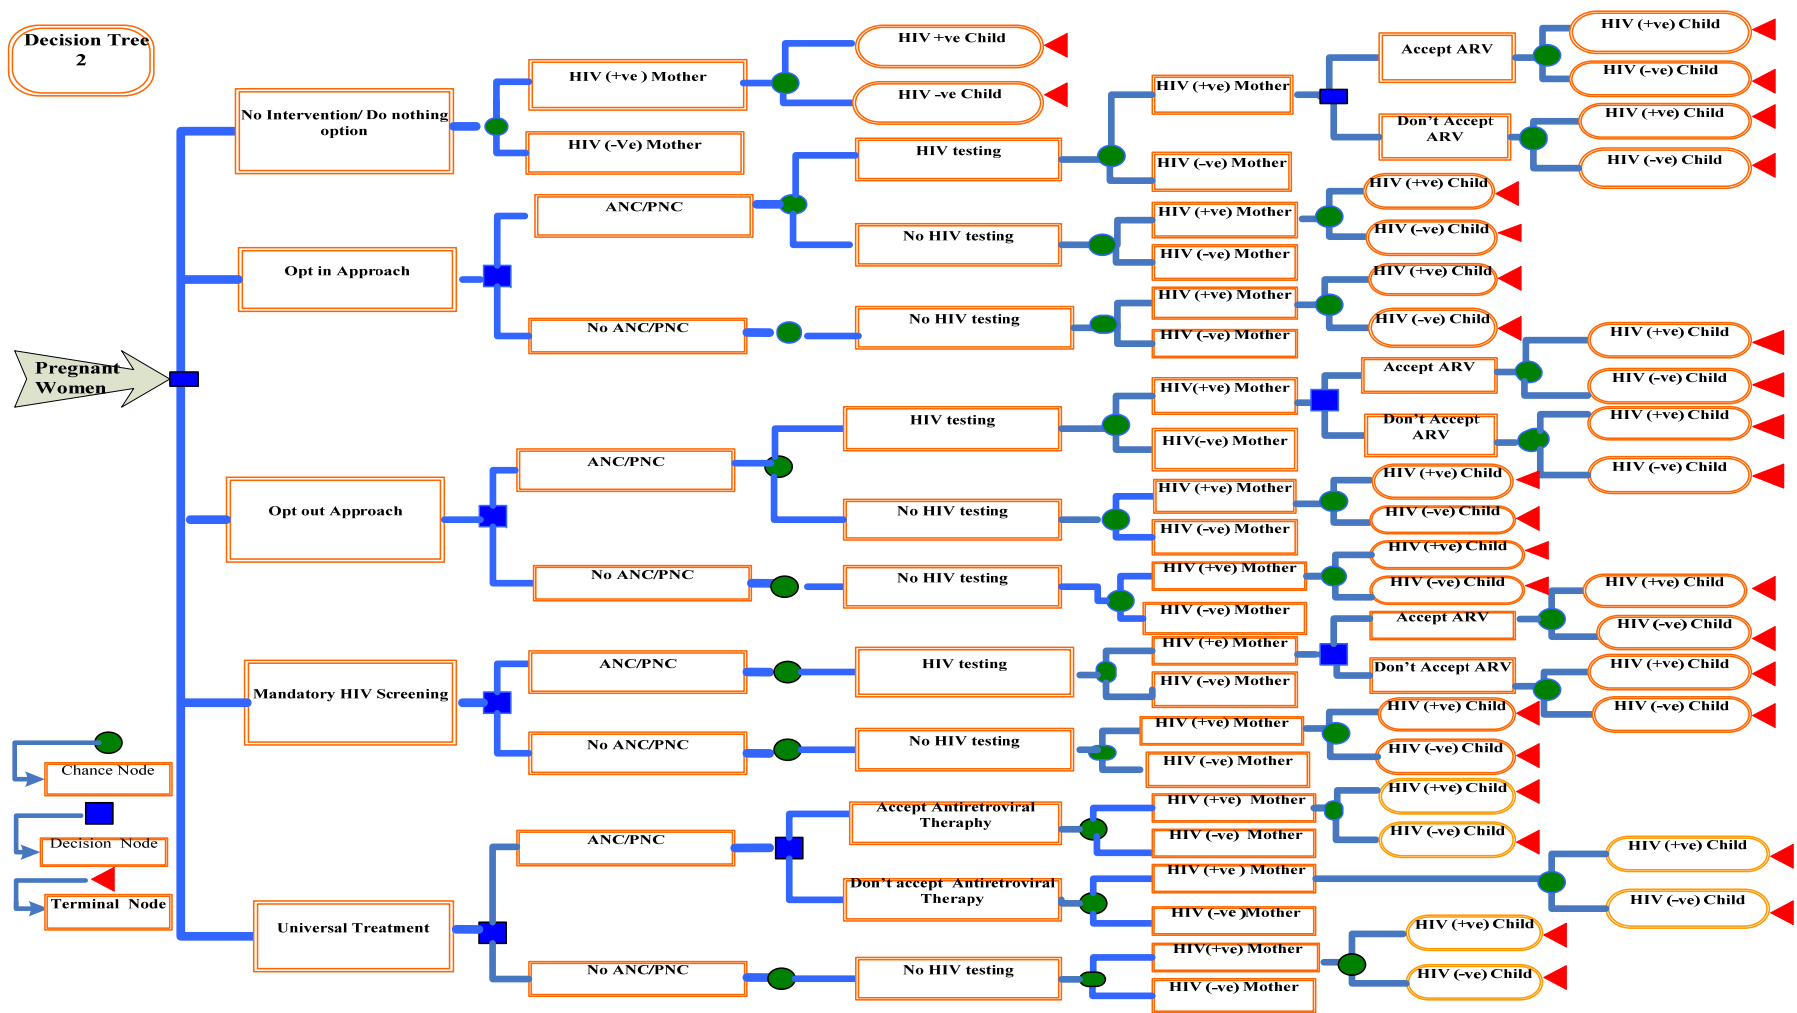 Decision Tree
2
No Intervention/ Do nothing
option
HIV (+ve ) Mother
HIV (-Ve) Mother
HIV +ve Child
HIV -ve Child
Opt in Approach
ANC/PNC
No ANC/PNC
HIV testing
No HIV testing
No HIV testing
HIV (+ve) Mother
HIV (-ve) Mother
HIV (+ve) Mother
HIV (-ve) Mother
HIV (+ve) Mother
HIV (-ve) Mother
Accept ARV
Don't Accept
ARV
HIV (+ve) Child
HIV (-ve) Child
HIV (+ve) Child
HIV (-ve) Child
HIV (+ve) Child
HIV (-ve) Child
HIV (+ve) Child
HIV (-ve) Child
Pregnant
Women
Opt out Approach
ANC/PNC
No ANC/PNC
HIV testing
No HIV testing
No HIV testing
HIV(+ve) Mother
HIV(-ve) Mother
HIV (+ve) Mother
HIV (-ve) Mother
HIV (+ve) Mother
HIV (-ve) Mother
Accept ARV
Don't Accept
ARV
HIV (+ve) Child
HIV (-ve) Child
HIV (+ve) Child
HIV (-ve) Child
HIV (+ve) Child
HIV (-ve) Child
HIV (+ve) Child
HIV (-ve) Child
Mandatory HIV Screening
ANC/PNC
No ANC/PNC
HIV testing
No HIV testing
HIV (+e) Mother
HIV (-ve) Mother
HIV (+ve) Mother
HIV (-ve) Mother
Accept ARV
Don't Accept ARV
HIV (+ve) Child
HIV (-ve) Child
HIV (+ve) Child
HIV (-ve) Child
HIV (+ve) Child
HIV (-ve) Child
Universal Treatment
ANC/PNC
No ANC/PNC
Accept Antiretroviral
Theraphy
Don't accept Antiretroviral
Therapy
No HIV testing
HIV (+ve) Mother
HIV (-ve) Mother
HIV (+ve ) Mother
HIV (-ve )Mother
HIV(+ve) Mother
HIV (-ve) Mother
HIV (+ve) Child
HIV (-ve) Child
HIV (+ve) Child
HIV (-ve) Child
HIV (+ve) Child
HIV (-ve) Child
Chance Node
Decision Node
Terminal Node